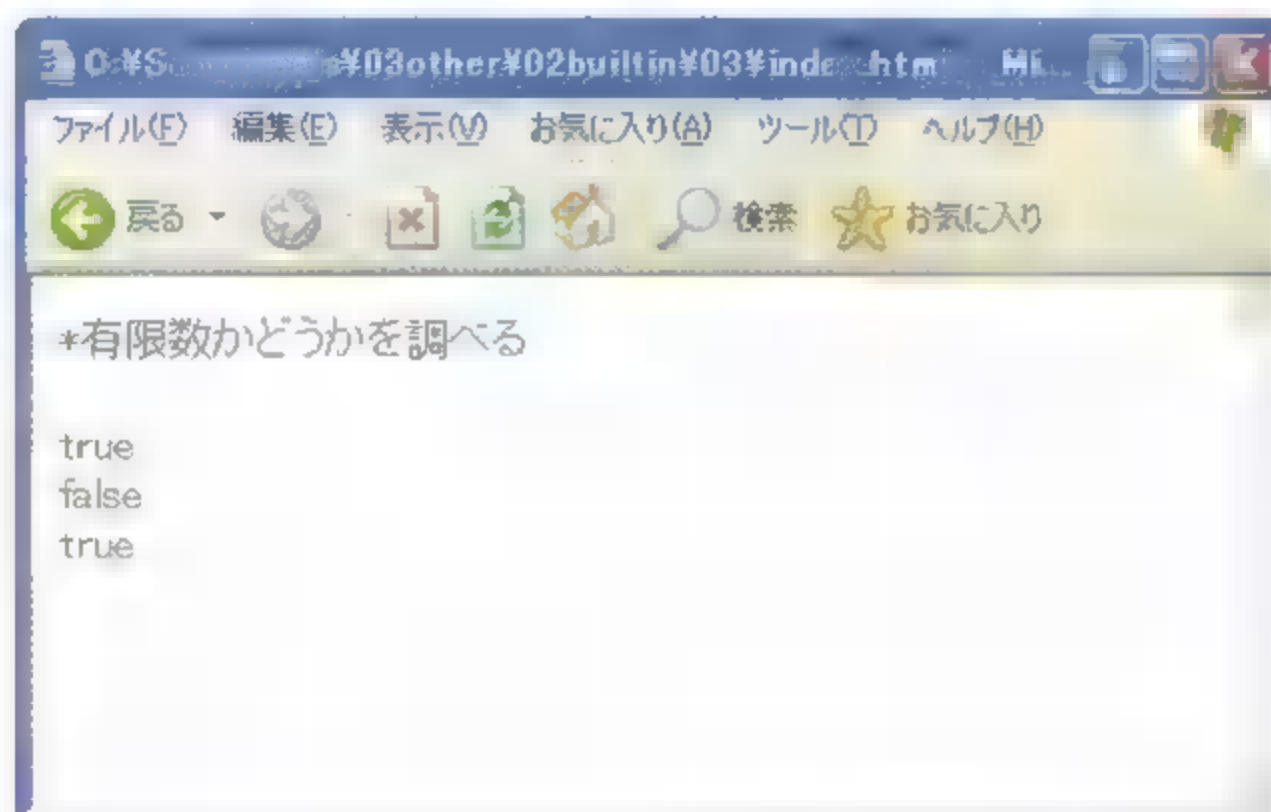 ¥03other¥02builtin¥03¥inde
ファイル(F) 編集(E) 表示(V) お気に入り(A) ツール(T) ヘルプ(H)
戻る 検索 お気に入り
*有限数かどうかを調べる
true
false
true